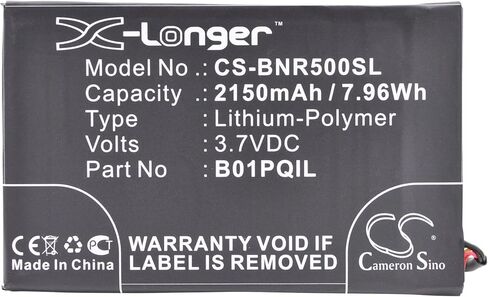 X-Longer
Model No : CS-BNR500SL
Capacity : 2150mAh / 7.96Wh
Type : Lithium-Polymer
Volts : 3.7VDC
Part No : B01PQIL
Made In China
WARRANTY VOID IF
LABEL IS REMOVED
CS
Cameron Sino